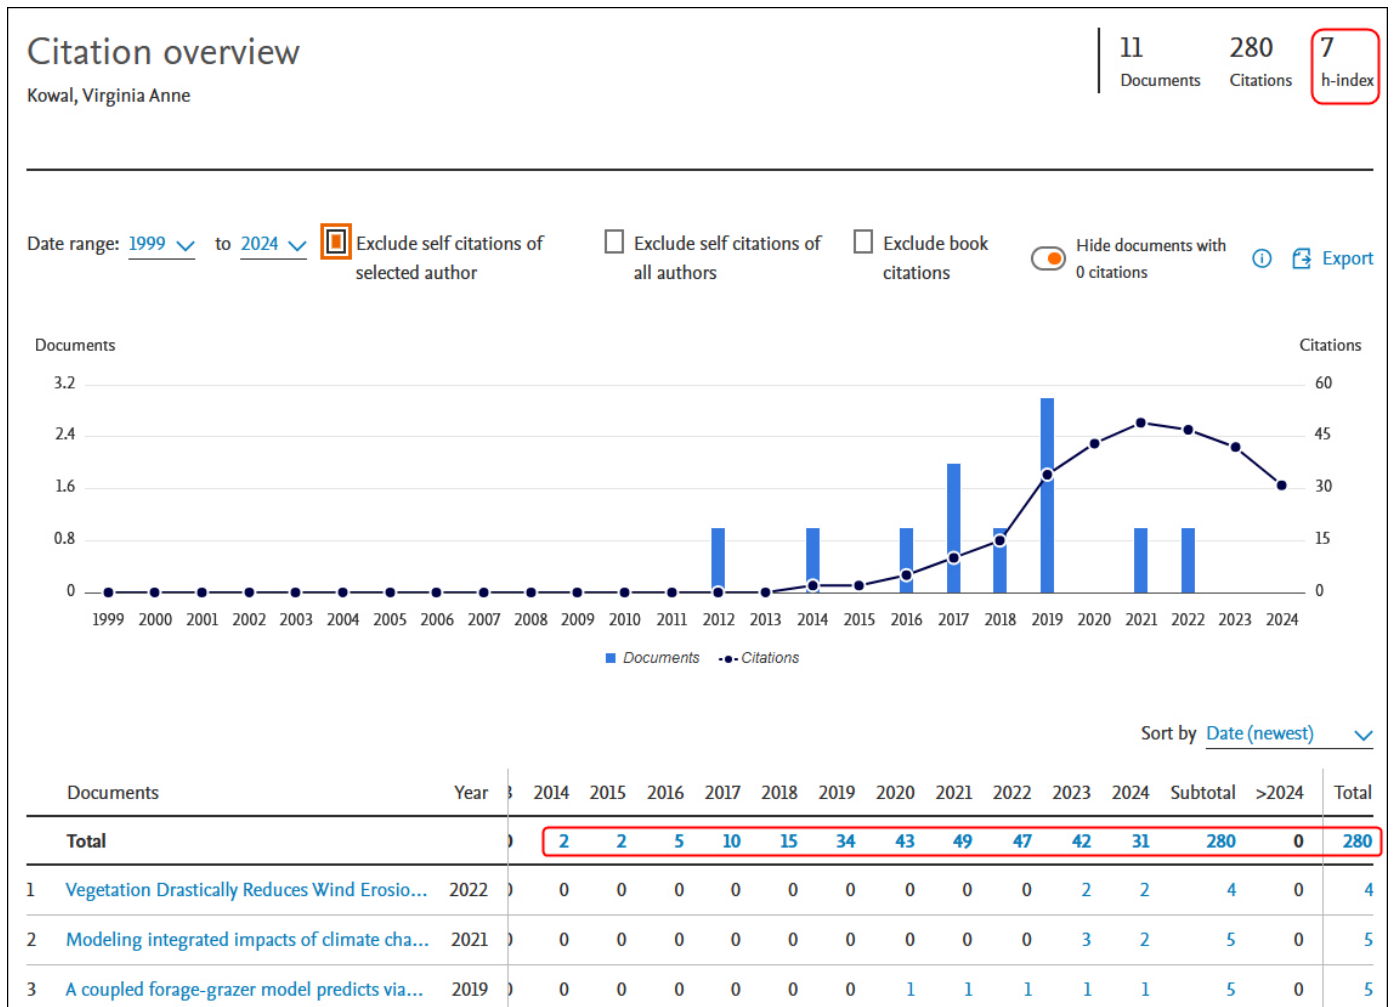 Citation overview
Kowal, Virginia Anne
11 280 7
Documents Citations h-index
Date range: 1999 to 2024 Exclude self citations of selected author Exclude self citations of all authors Exclude book citations Hide documents with 0 citations Export
Documents Citations
3.2 60
2.4 45
1.6 30
0.8 15
0 0
1999 2000 2001 2002 2003 2004 2005 2006 2007 2008 2009 2010 2011 2012 2013 2014 2015 2016 2017 2018 2019 2020 2021 2022 2023 2024
Documents Citations
Sort by Date (newest)
Documents Year 3 2014 2015 2016 2017 2018 2019 2020 2021 2022 2023 2024 Subtotal >2024 Total
Total 0 2 2 5 10 15 34 43 49 47 42 31 280 0 280
1 Vegetation Drastically Reduces Wind Erosio... 2022 0 0 0 0 0 0 0 0 0 0 2 2 4 0 4
2 Modeling integrated impacts of climate cha... 2021 0 0 0 0 0 0 0 0 0 0 3 2 5 0 5
3 A coupled forage-grazer model predicts via... 2019 0 0 0 0 0 0 0 1 1 1 1 1 5 0 5